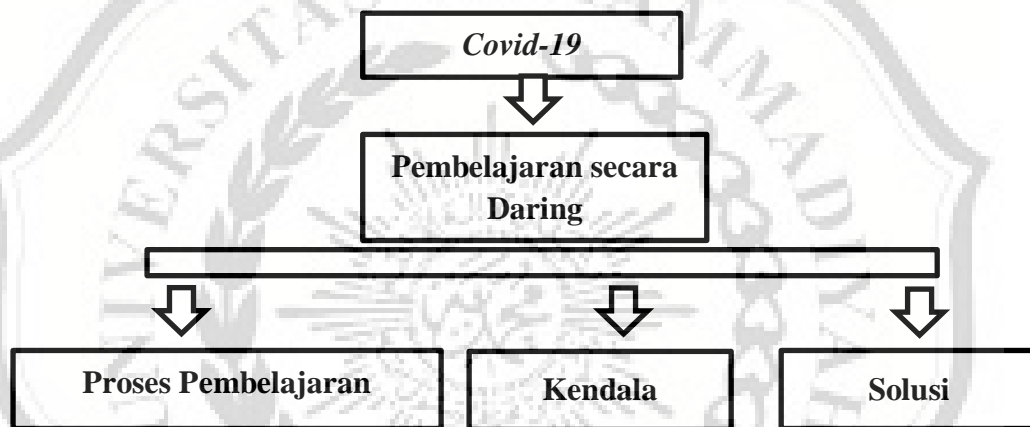 Covid-19
Pembelajaran secara
Daring
Proses Pembelajaran
Kendala
Solusi